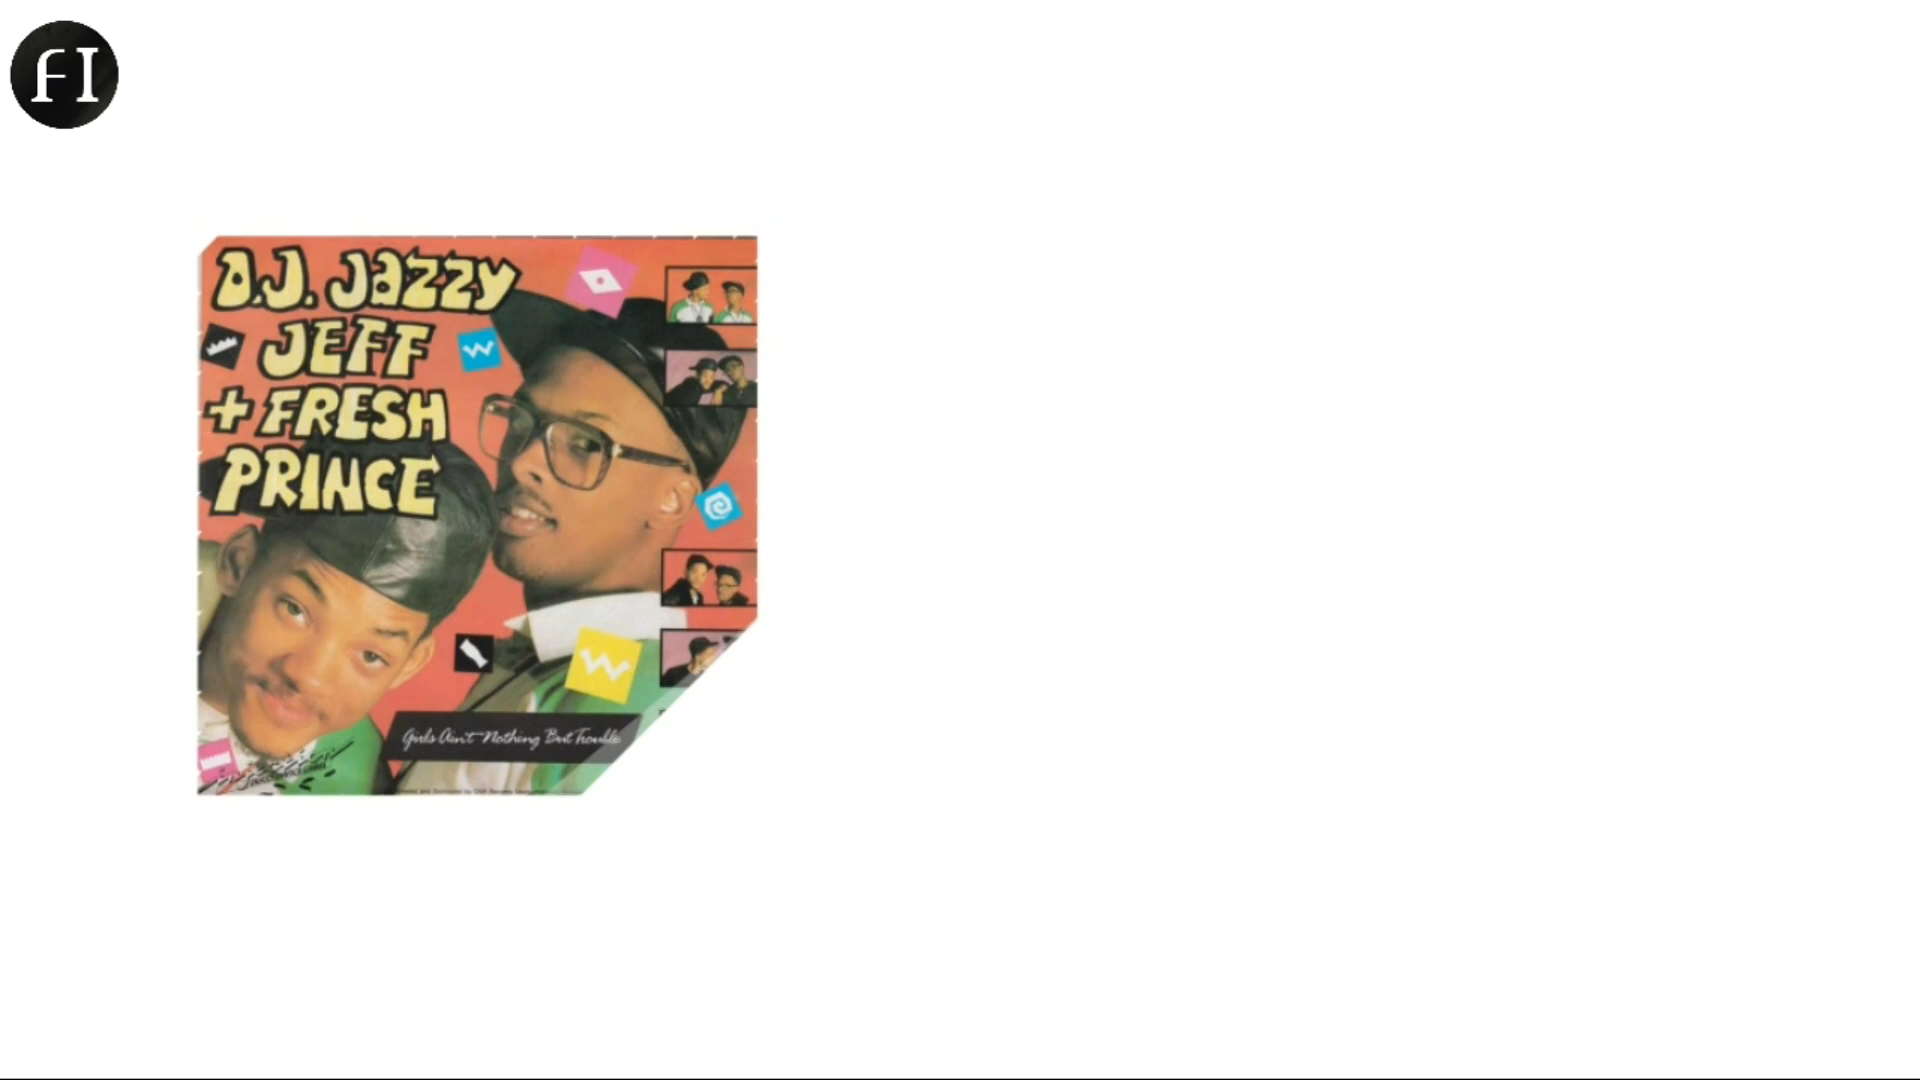 FI
D.J. JAZZY
JEFF
+ FRESH
PRINCE
Girls Ain't Nothing But Trouble